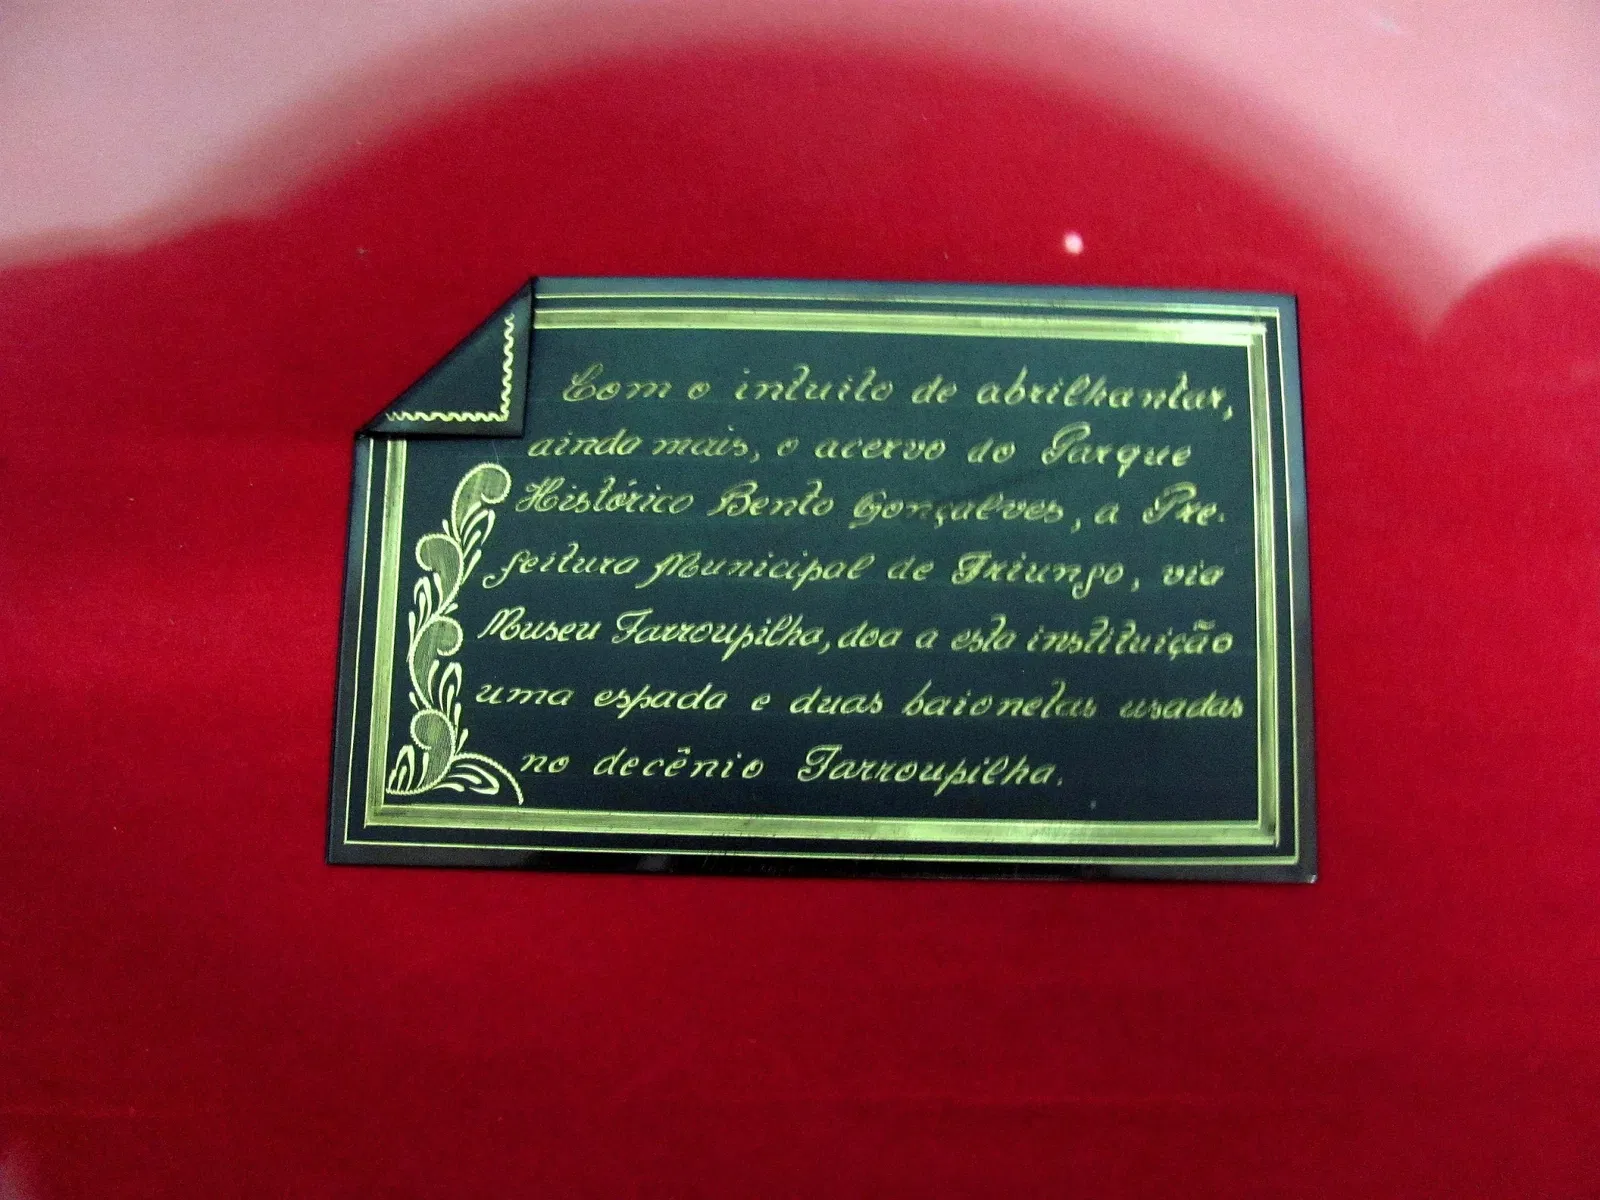 Com o intuito de abrilhantar,
ainda mais, o acervo do Parque
Histórico Bento Gonçalves, a Pre-
feitura Municipal de Triunfo, via
Museu Farroupilha, doa a esta instituição
uma espada e duas baionetas usadas
no decênio Farroupilha.